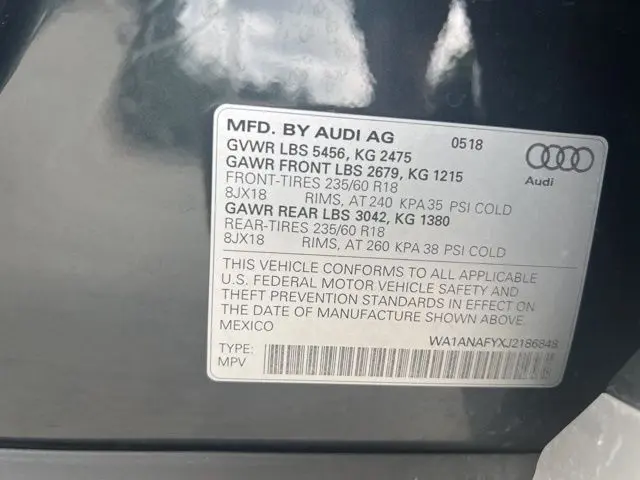 MFD. BY AUDI AG 0518
GVWR LBS 5456, KG 2475
GAWR FRONT LBS 2679, KG 1215
FRONT-TIRES 235/60 R18
8JX18 RIMS, AT 240 KPA 35 PSI COLD
GAWR REAR LBS 3042, KG 1380
REAR-TIRES 235/60 R18
8JX18 RIMS, AT 260 KPA 38 PSI COLD
Audi
THIS VEHICLE CONFORMS TO ALL APPLICABLE
U.S. FEDERAL MOTOR VEHICLE SAFETY AND
THEFT PREVENTION STANDARDS IN EFFECT ON
THE DATE OF MANUFACTURE SHOWN ABOVE
MEXICO
WA1ANAFYXJ2186848
TYPE:
MPV